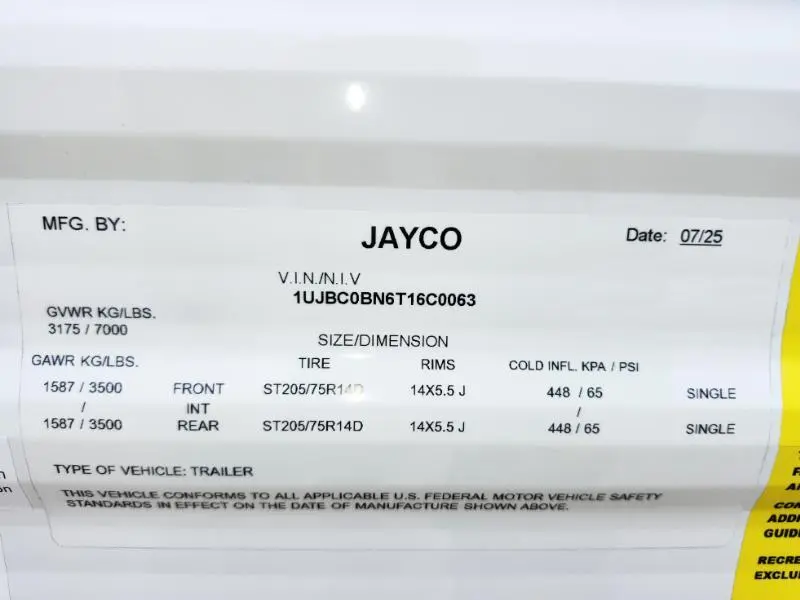 MFG. BY:
JAYCO
Date: 07/25
V.I.N./N.I.V
1UJBC0BN6T16C0063
GVWR KG/LBS.
3175 / 7000
SIZE/DIMENSION
GAWR KG/LBS. TIRE RIMS COLD INFL. KPA / PSI
1587 / 3500 FRONT ST205/75R14D 14X5.5 J 448 / 65 SINGLE
/ INT /
1587 / 3500 REAR ST205/75R14D 14X5.5 J 448 / 65 SINGLE
TYPE OF VEHICLE: TRAILER
THIS VEHICLE CONFORMS TO ALL APPLICABLE U.S. FEDERAL MOTOR VEHICLE SAFETY
STANDARDS IN EFFECT ON THE DATE OF MANUFACTURE SHOWN ABOVE.